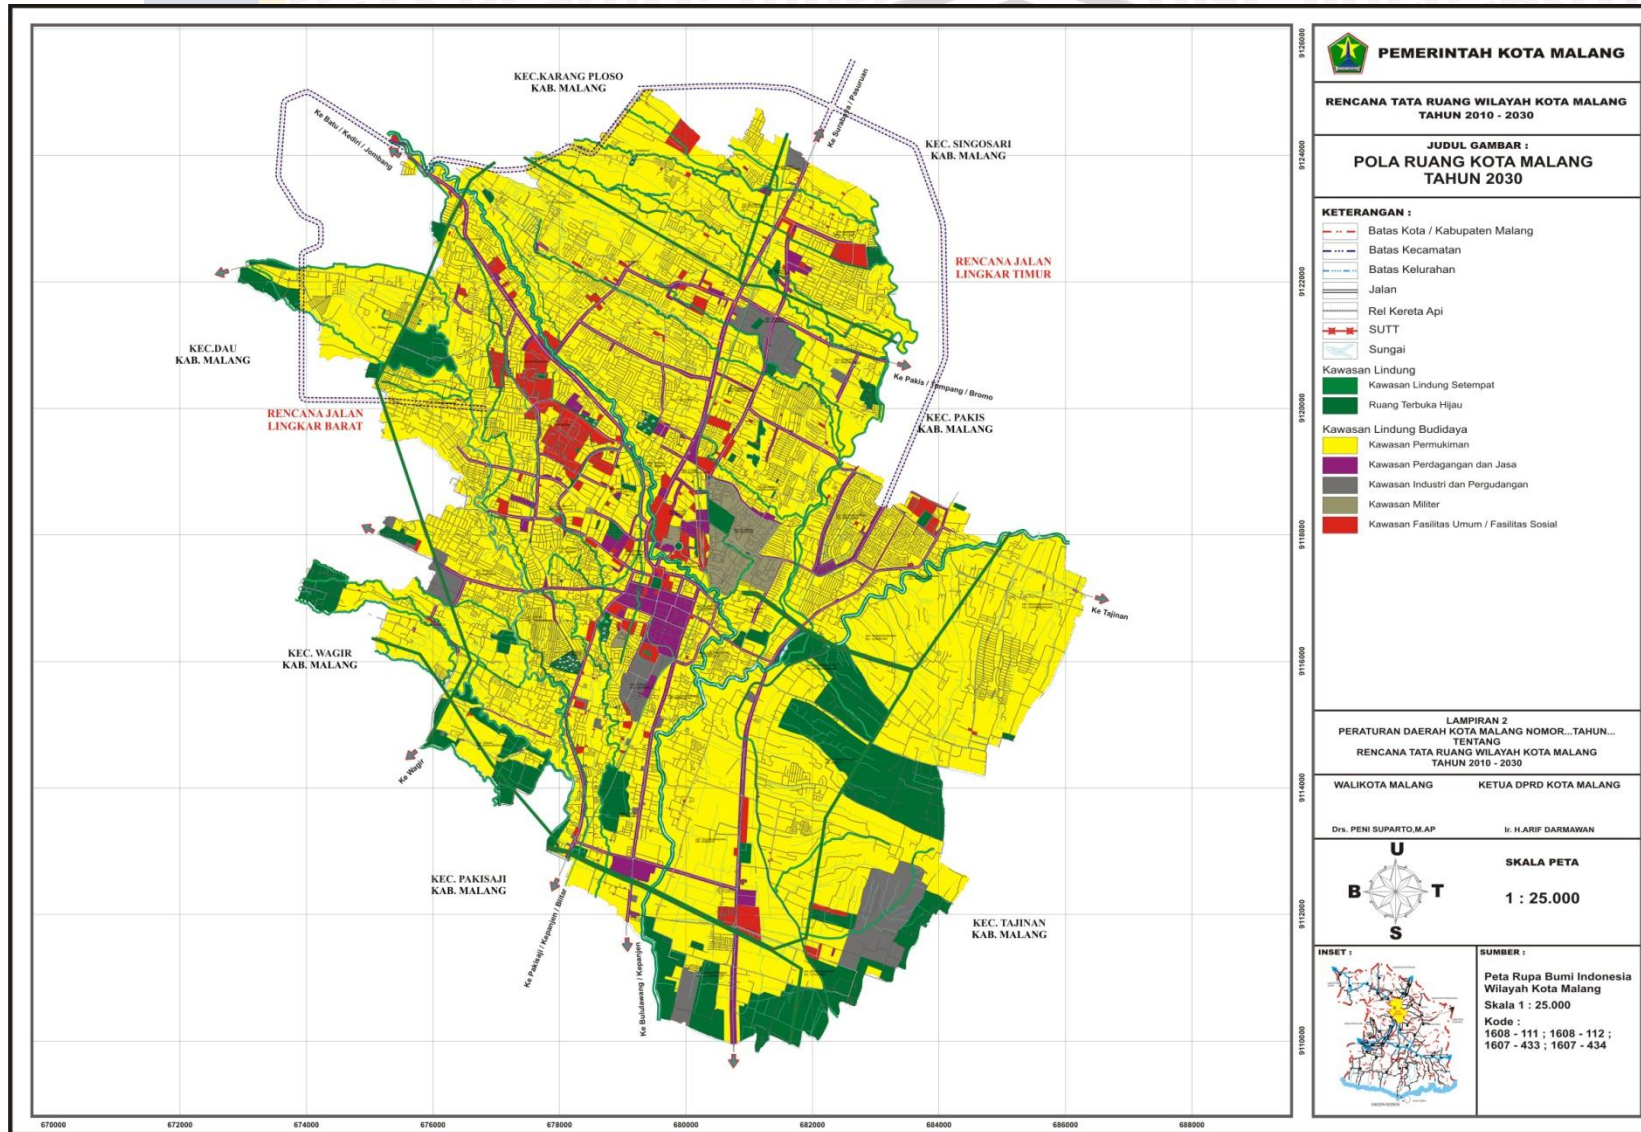 KEC.KARANG PLOSO
KAB. MALANG
Ke Surabaya / Pasuruan
Ke Batu / Kediri / Jombang
KEC. SINGOSARI
KAB. MALANG
RENCANA JALAN
LINGKAR TIMUR
KEC.DAU
KAB. MALANG
Ke Pakis / Tumpang / Bromo
RENCANA JALAN
LINGKAR BARAT
KEC. PAKIS
KAB. MALANG
Ke Tajinan
KEC. WAGIR
KAB. MALANG
Ke Wagir
KEC. PAKISAJI
KAB. MALANG
Ke Pakisaji / Kepanjen / Blitar
Ke Bululawang / Kepanjen
KEC. TAJINAN
KAB. MALANG
670000 672000 674000 676000 678000 680000 682000 684000 686000 688000
9126000
9124000
9122000
9120000
9118000
9116000
9114000
9112000
9110000
PEMERINTAH KOTA MALANG
RENCANA TATA RUANG WILAYAH KOTA MALANG
TAHUN 2010 - 2030
JUDUL GAMBAR :
POLA RUANG KOTA MALANG
TAHUN 2030
KETERANGAN :
Batas Kota / Kabupaten Malang
Batas Kecamatan
Batas Kelurahan
Jalan
Rel Kereta Api
SUTT
Sungai
Kawasan Lindung
Kawasan Lindung Setempat
Ruang Terbuka Hijau
Kawasan Lindung Budidaya
Kawasan Permukiman
Kawasan Perdagangan dan Jasa
Kawasan Industri dan Pergudangan
Kawasan Militer
Kawasan Fasilitas Umum / Fasilitas Sosial
LAMPIRAN 2
PERATURAN DAERAH KOTA MALANG NOMOR...TAHUN...
TENTANG
RENCANA TATA RUANG WILAYAH KOTA MALANG
TAHUN 2010 - 2030
WALIKOTA MALANG KETUA DPRD KOTA MALANG
Drs. PENI SUPARTO,M.AP Ir. H.ARIF DARMAWAN
U
B T
S
SKALA PETA
1 : 25.000
INSET :
SUMBER :
Peta Rupa Bumi Indonesia
Wilayah Kota Malang
Skala 1 : 25.000
Kode :
1608 - 111 ; 1608 - 112 ;
1607 - 433 ; 1607 - 434